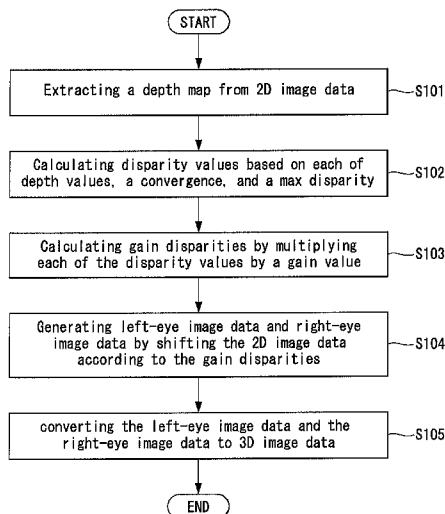 START
Extracting a depth map from 2D image data
S101
Calculating disparity values based on each of
depth values, a convergence, and a max disparity
S102
Calculating gain disparities by multiplying
each of the disparity values by a gain value
S103
Generating left-eye image data and right-eye
image data by shifting the 2D image data
according to the gain disparities
S104
converting the left-eye image data and the
right-eye image data to 3D image data
S105
END